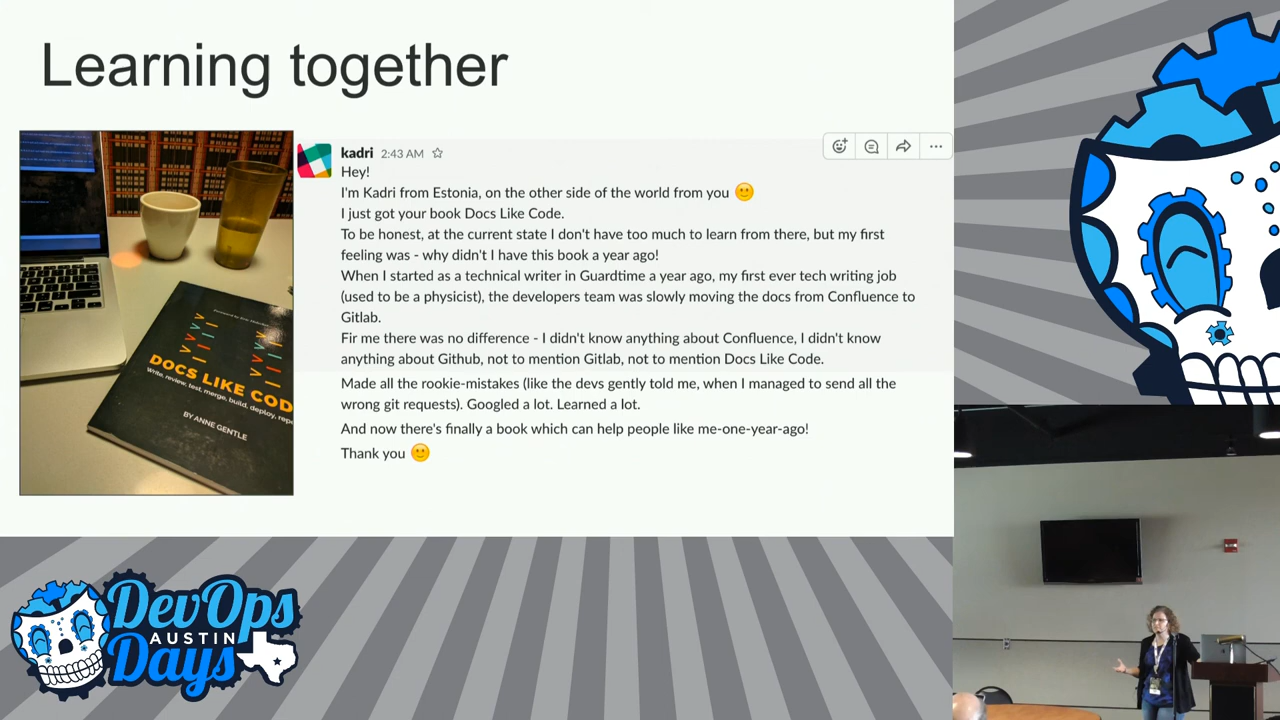 Learning together
kadri 2:43 AM
Hey!
I'm Kadri from Estonia, on the other side of the world from you 🙂
I just got your book Docs Like Code.
To be honest, at the current state I don't have too much to learn from there, but my first
feeling was - why didn't I have this book a year ago!
When I started as a technical writer in Guardtime a year ago, my first ever tech writing job
(used to be a physicist), the developers team was slowly moving the docs from Confluence to
Gitlab.
Fir me there was no difference - I didn't know anything about Confluence, I didn't know
anything about Github, not to mention Gitlab, not to mention Docs Like Code.
Made all the rookie-mistakes (like the devs gently told me, when I managed to send all the
wrong git requests). Googled a lot. Learned a lot.
And now there's finally a book which can help people like me-one-year-ago!
Thank you 🙂
DOCS LIKE COD
Write, review, test, merge, build, deploy, repe
BY ANNE GENTLE
DevOps
AUSTIN
Days